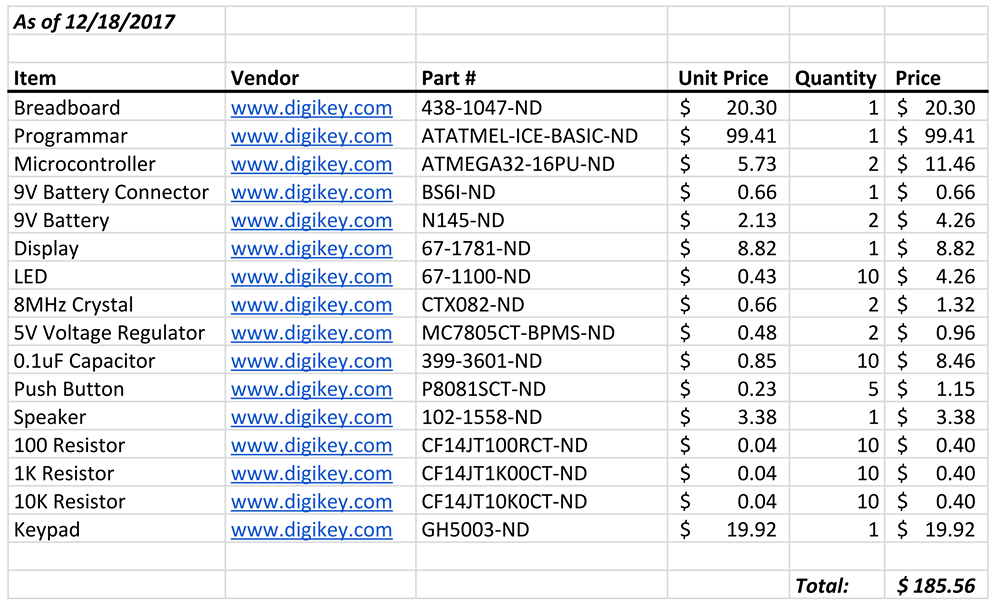 As of 12/18/2017
Item Vendor Part # Unit Price Quantity Price
Breadboard www.digikey.com 438-1047-ND $ 20.30 1 $ 20.30
Programmar www.digikey.com ATATMEL-ICE-BASIC-ND $ 99.41 1 $ 99.41
Microcontroller www.digikey.com ATMEGA32-16PU-ND $ 5.73 2 $ 11.46
9V Battery Connector www.digikey.com BS6I-ND $ 0.66 1 $ 0.66
9V Battery www.digikey.com N145-ND $ 2.13 2 $ 4.26
Display www.digikey.com 67-1781-ND $ 8.82 1 $ 8.82
LED www.digikey.com 67-1100-ND $ 0.43 10 $ 4.26
8MHz Crystal www.digikey.com CTX082-ND $ 0.66 2 $ 1.32
5V Voltage Regulator www.digikey.com MC7805CT-BPMS-ND $ 0.48 2 $ 0.96
0.1uF Capacitor www.digikey.com 399-3601-ND $ 0.85 10 $ 8.46
Push Button www.digikey.com P8081SCT-ND $ 0.23 5 $ 1.15
Speaker www.digikey.com 102-1558-ND $ 3.38 1 $ 3.38
100 Resistor www.digikey.com CF14JT100RCT-ND $ 0.04 10 $ 0.40
1K Resistor www.digikey.com CF14JT1K00CT-ND $ 0.04 10 $ 0.40
10K Resistor www.digikey.com CF14JT10K0CT-ND $ 0.04 10 $ 0.40
Keypad www.digikey.com GH5003-ND $ 19.92 1 $ 19.92
Total: $ 185.56